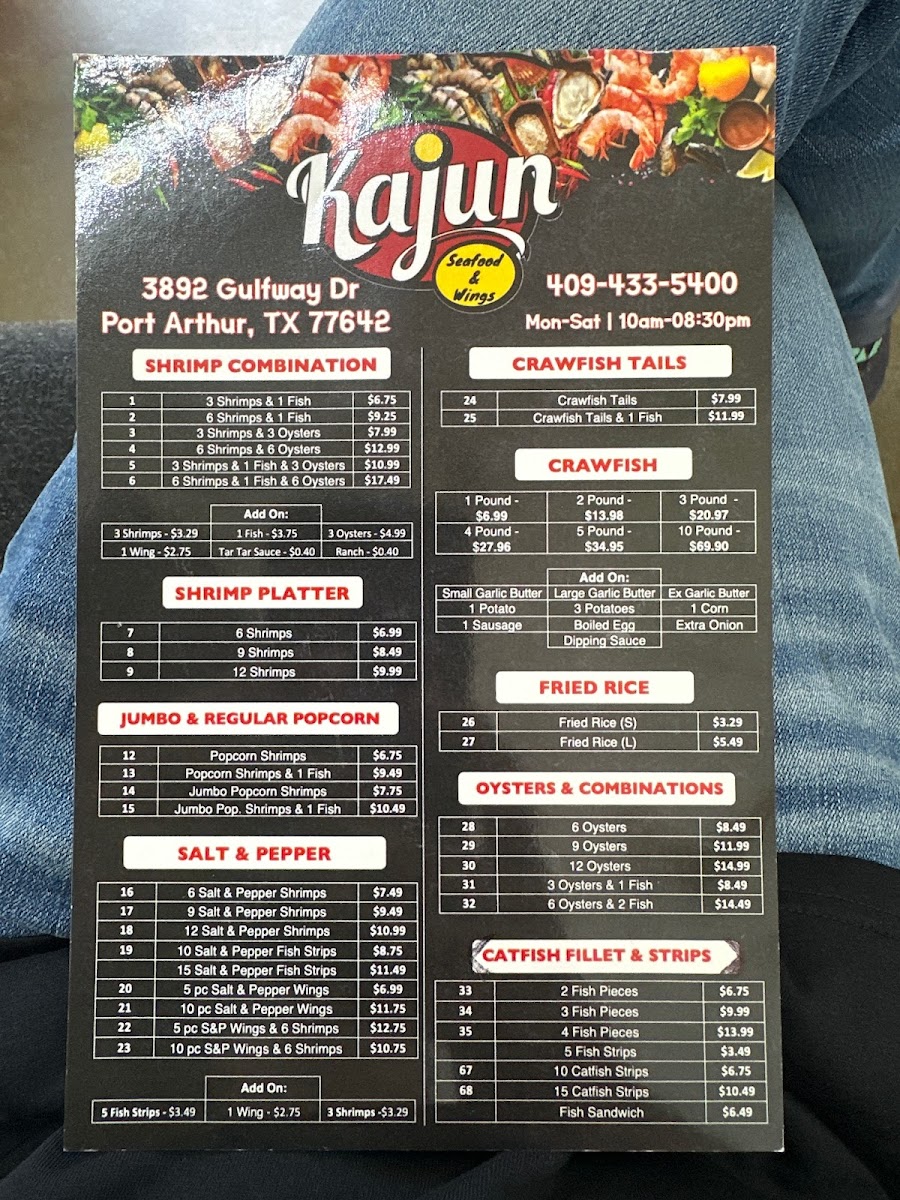 Kajun
Seafood
&
Wings
3892 Gulfway Dr
Port Arthur, TX 77642
409-433-5400
Mon-Sat | 10am-08:30pm
SHRIMP COMBINATION
1 3 Shrimps & 1 Fish $6.75
2 6 Shrimps & 1 Fish $9.25
3 3 Shrimps & 3 Oysters $7.99
4 6 Shrimps & 6 Oysters $12.99
5 3 Shrimps & 1 Fish & 3 Oysters $10.99
6 6 Shrimps & 1 Fish & 6 Oysters $17.49
Add On:
3 Shrimps - $3.29 1 Fish - $3.75 3 Oysters - $4.99
1 Wing - $2.75 Tar Tar Sauce - $0.40 Ranch - $0.40
SHRIMP PLATTER
7 6 Shrimps $6.99
8 9 Shrimps $8.49
9 12 Shrimps $9.99
JUMBO & REGULAR POPCORN
12 Popcorn Shrimps $6.75
13 Popcorn Shrimps & 1 Fish $9.49
14 Jumbo Popcorn Shrimps $7.75
15 Jumbo Pop. Shrimps & 1 Fish $10.49
SALT & PEPPER
16 6 Salt & Pepper Shrimps $7.49
17 9 Salt & Pepper Shrimps $9.49
18 12 Salt & Pepper Shrimps $10.99
19 10 Salt & Pepper Fish Strips $8.75
15 Salt & Pepper Fish Strips $11.49
20 5 pc Salt & Pepper Wings $6.99
21 10 pc Salt & Pepper Wings $11.75
22 5 pc S&P Wings & 6 Shrimps $12.75
23 10 pc S&P Wings & 6 Shrimps $10.75
Add On:
5 Fish Strips - $3.49 1 Wing - $2.75 3 Shrimps -$3.29
CRAWFISH TAILS
24 Crawfish Tails $7.99
25 Crawfish Tails & 1 Fish $11.99
CRAWFISH
1 Pound - 2 Pound - 3 Pound -
$6.99 $13.98 $20.97
4 Pound - 5 Pound - 10 Pound -
$27.96 $34.95 $69.90
Add On:
Small Garlic Butter Large Garlic Butter Ex Garlic Butter
1 Potato 3 Potatoes 1 Corn
1 Sausage Boiled Egg Extra Onion
Dipping Sauce
FRIED RICE
26 Fried Rice (S) $3.29
27 Fried Rice (L) $5.49
OYSTERS & COMBINATIONS
28 6 Oysters $8.49
29 9 Oysters $11.99
30 12 Oysters $14.99
31 3 Oysters & 1 Fish $8.49
32 6 Oysters & 2 Fish $14.49
CATFISH FILLET & STRIPS
33 2 Fish Pieces $6.75
34 3 Fish Pieces $9.99
35 4 Fish Pieces $13.99
5 Fish Strips $3.49
67 10 Catfish Strips $6.75
68 15 Catfish Strips $10.49
Fish Sandwich $6.49